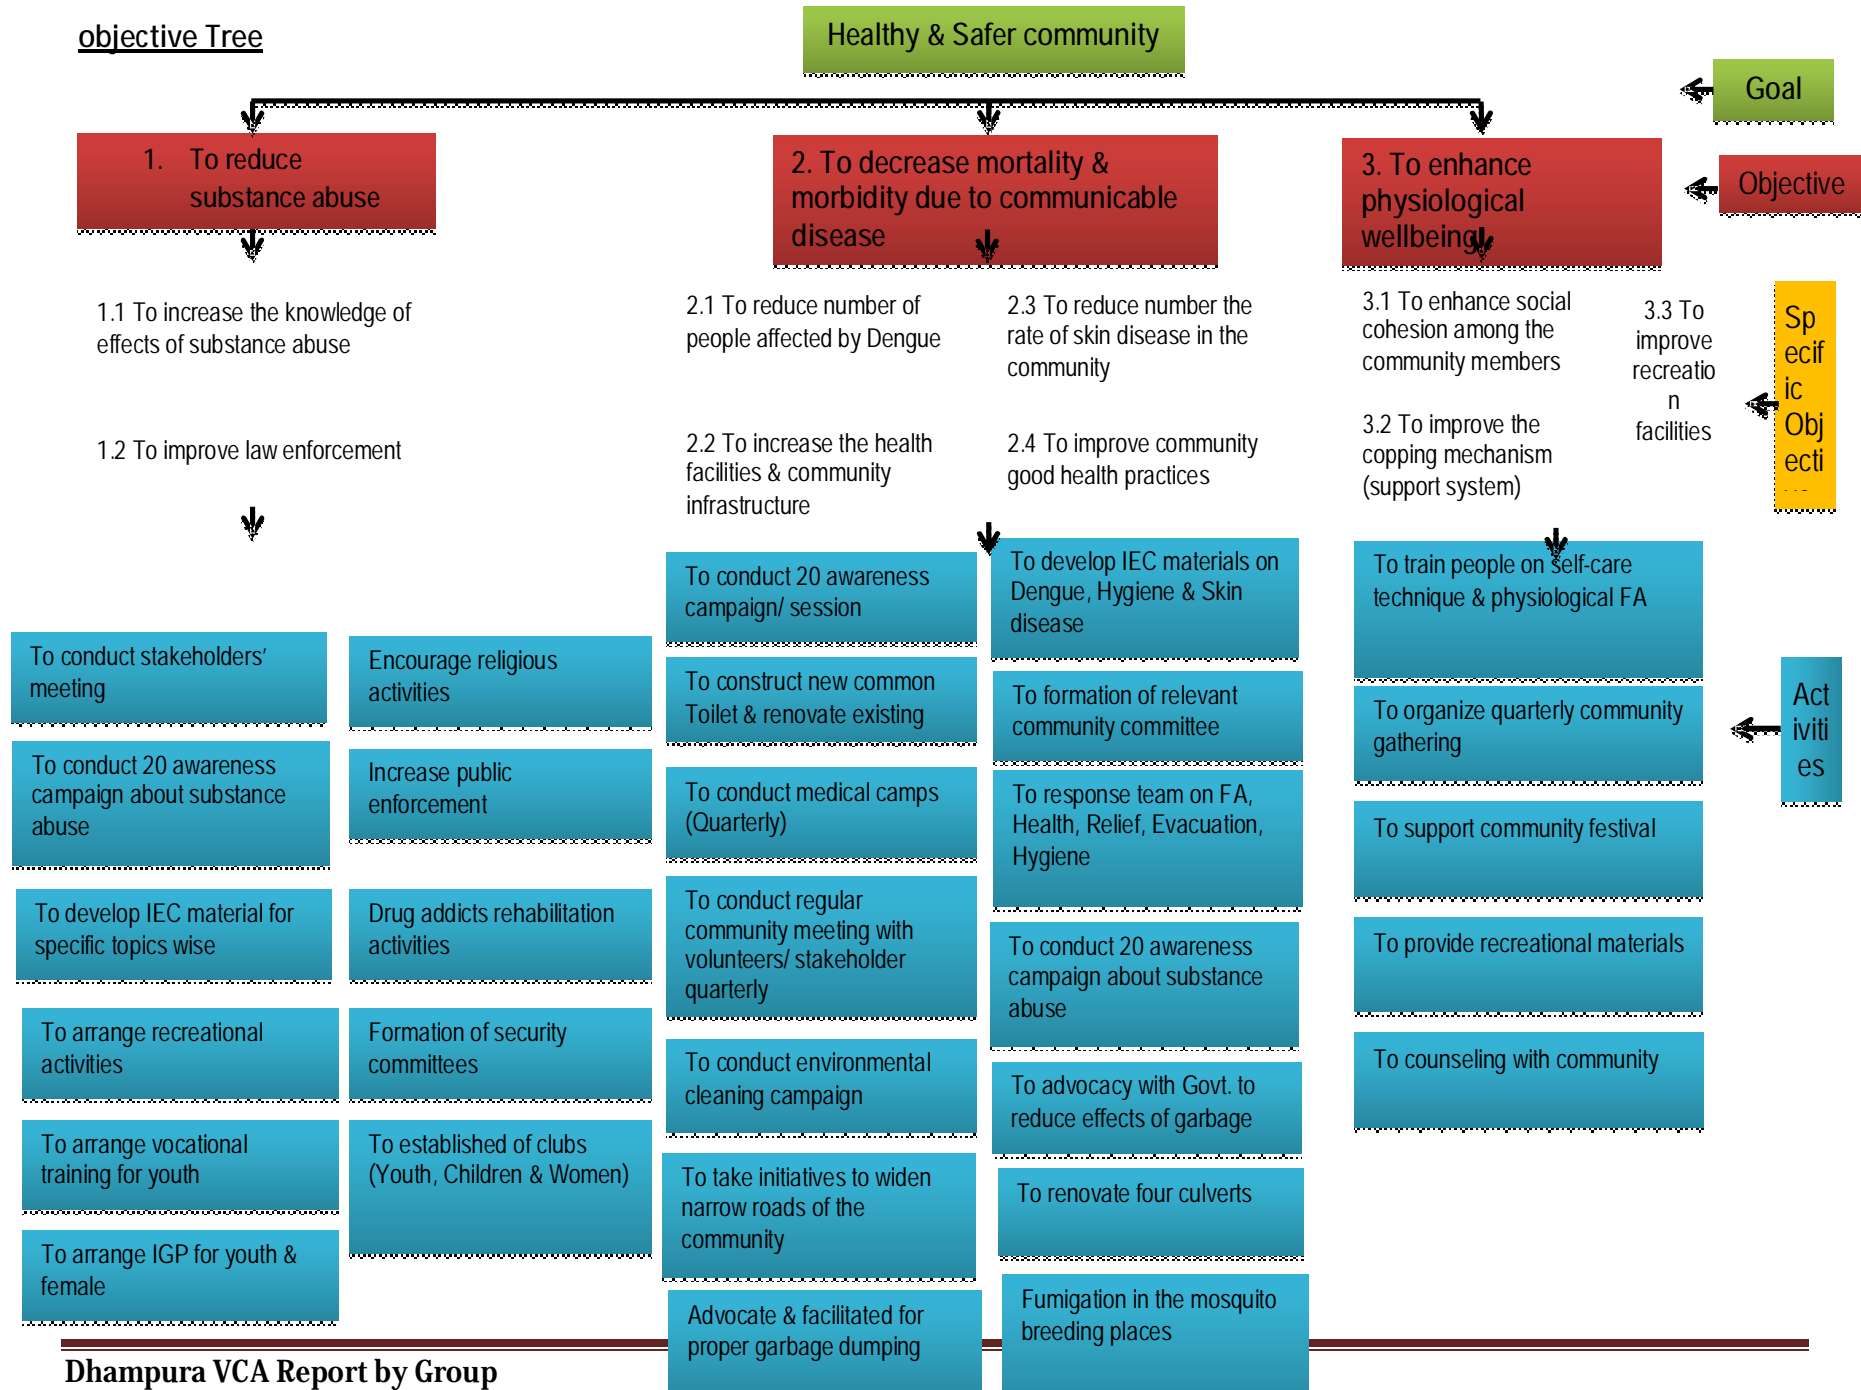 objective Tree
Healthy & Safer community
Goal
1. To reduce
substance abuse
2. To decrease mortality &
morbidity due to communicable
disease
3. To enhance
physiological
wellbeing
Objective
1.1 To increase the knowledge of
effects of substance abuse
1.2 To improve law enforcement
2.1 To reduce number of
people affected by Dengue
2.2 To increase the health
facilities & community
infrastructure
2.3 To reduce number the
rate of skin disease in the
community
2.4 To improve community
good health practices
3.1 To enhance social
cohesion among the
community members
3.2 To improve the
copping mechanism
(support system)
3.3 To
improve
recreatio
n
facilities
Sp
ecif
ic
Obj
ecti
To conduct stakeholders'
meeting
To conduct 20 awareness
campaign about substance
abuse
To develop IEC material for
specific topics wise
To arrange recreational
activities
To arrange vocational
training for youth
To arrange IGP for youth &
female
Encourage religious
activities
Increase public
enforcement
Drug addicts rehabilitation
activities
Formation of security
committees
To established of clubs
(Youth, Children & Women)
To conduct 20 awareness
campaign/ session
To construct new common
Toilet & renovate existing
To conduct medical camps
(Quarterly)
To conduct regular
community meeting with
volunteers/ stakeholder
quarterly
To conduct environmental
cleaning campaign
To take initiatives to widen
narrow roads of the
community
Advocate & facilitated for
proper garbage dumping
To develop IEC materials on
Dengue, Hygiene & Skin
disease
To formation of relevant
community committee
To response team on FA,
Health, Relief, Evacuation,
Hygiene
To conduct 20 awareness
campaign about substance
abuse
To advocacy with Govt. to
reduce effects of garbage
To renovate four culverts
Fumigation in the mosquito
breeding places
To train people on self-care
technique & physiological FA
To organize quarterly community
gathering
To support community festival
To provide recreational materials
To counseling with community
Act
iviti
es
Dhampura VCA Report by Group